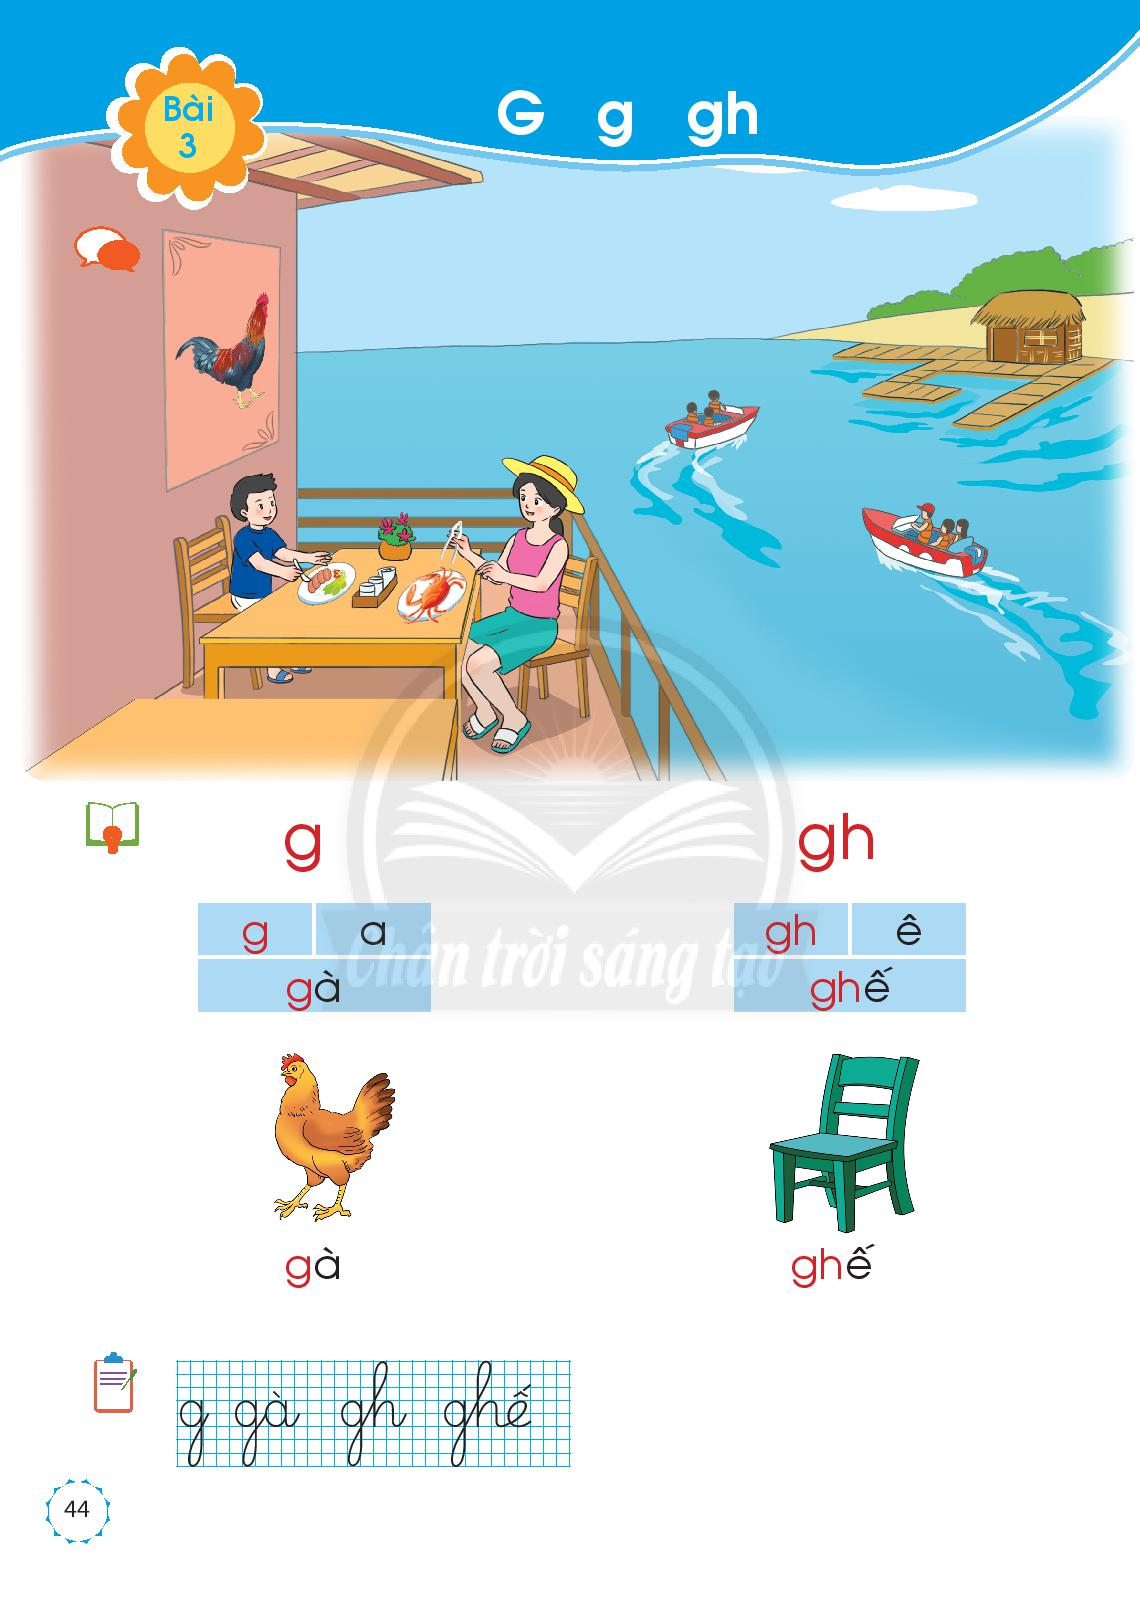 Bài
3
G g gh
g gh
g a gh ê
gà ghế
Chân trời sáng tạo
gà ghế
g gà gh ghế
44